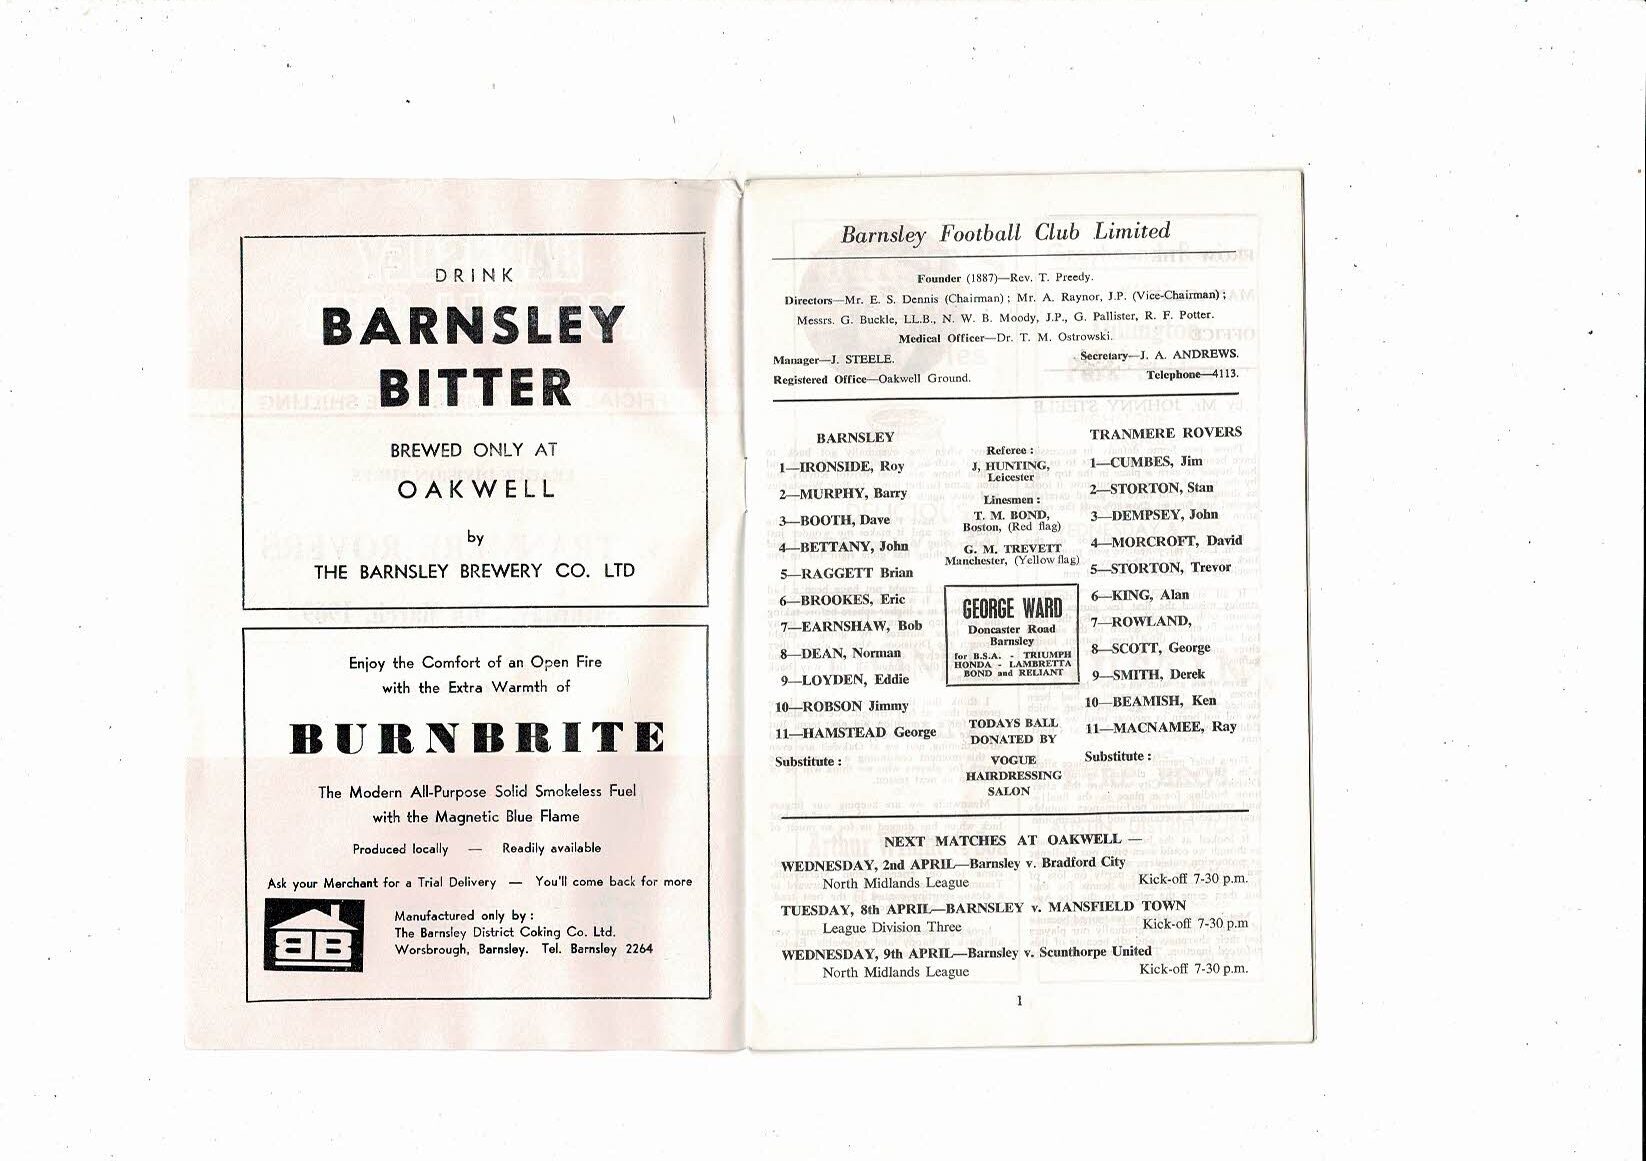 DRINK
BARNSLEY
BITTER
BREWED ONLY AT
OAKWELL
by
THE BARNSLEY BREWERY CO. LTD
Enjoy the Comfort of an Open Fire
with the Extra Warmth of
BURNBRITE
The Modern All-Purpose Solid Smokeless Fuel
with the Magnetic Blue Flame
Produced locally — Readily available
Ask your Merchant for a Trial Delivery — You'll come back for more
BB
Manufactured only by :
The Barnsley District Coking Co. Ltd.
Worsbrough, Barnsley. Tel. Barnsley 2264
Barnsley Football Club Limited
Founder (1887)—Rev. T. Preedy.
Directors—Mr. E. S. Dennis (Chairman) ; Mr. A. Raynor, J.P. (Vice-Chairman) ;
Messrs. G. Buckle, LL.B., N. W. B. Moody, J.P., G. Pallister, R. F. Potter.
Medical Officer—Dr. T. M. Ostrowski.
Manager—J. STEELE. Secretary—J. A. ANDREWS.
Registered Office—Oakwell Ground. Telephone—4113.
BARNSLEY
1—IRONSIDE, Roy
2—MURPHY, Barry
3—BOOTH, Dave
4—BETTANY, John
5—RAGGETT Brian
6—BROOKES, Eric
7—EARNSHAW, Bob
8—DEAN, Norman
9—LOYDEN, Eddie
10—ROBSON Jimmy
11—HAMSTEAD George
Substitute :
Referee :
J, HUNTING,
Leicester
Linesmen :
T. M. BOND,
Boston, (Red flag)
G. M. TREVETT
Manchester, (Yellow flag)
GEORGE WARD
Doncaster Road
Barnsley
for B.S.A. - TRIUMPH
HONDA - LAMBRETTA
BOND and RELIANT
TODAYS BALL
DONATED BY
VOGUE
HAIRDRESSING
SALON
TRANMERE ROVERS
1—CUMBES, Jim
2—STORTON, Stan
3—DEMPSEY, John
4—MORCROFT, David
5—STORTON, Trevor
6—KING, Alan
7—ROWLAND,
8—SCOTT, George
9—SMITH, Derek
10—BEAMISH, Ken
11—MACNAMEE, Ray
Substitute :
NEXT MATCHES AT OAKWELL —
WEDNESDAY, 2nd APRIL—Barnsley v. Bradford City
North Midlands League Kick-off 7-30 p.m.
TUESDAY, 8th APRIL—BARNSLEY v. MANSFIELD TOWN
League Division Three Kick-off 7-30 p.m
WEDNESDAY, 9th APRIL—Barnsley v. Scunthorpe United
North Midlands League Kick-off 7-30 p.m.
1